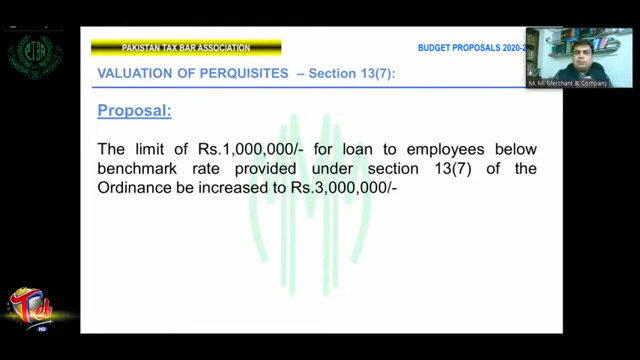 PTBA
PAKISTAN TAX BAR ASSOCIATION
BUDGET PROPOSALS 2020-2
VALUATION OF PERQUISITES – Section 13(7):
M. M. Merchant & Company
Proposal:
The limit of Rs.1,000,000/- for loan to employees below
benchmark rate provided under section 13(7) of the
Ordinance be increased to Rs.3,000,000/-
HD